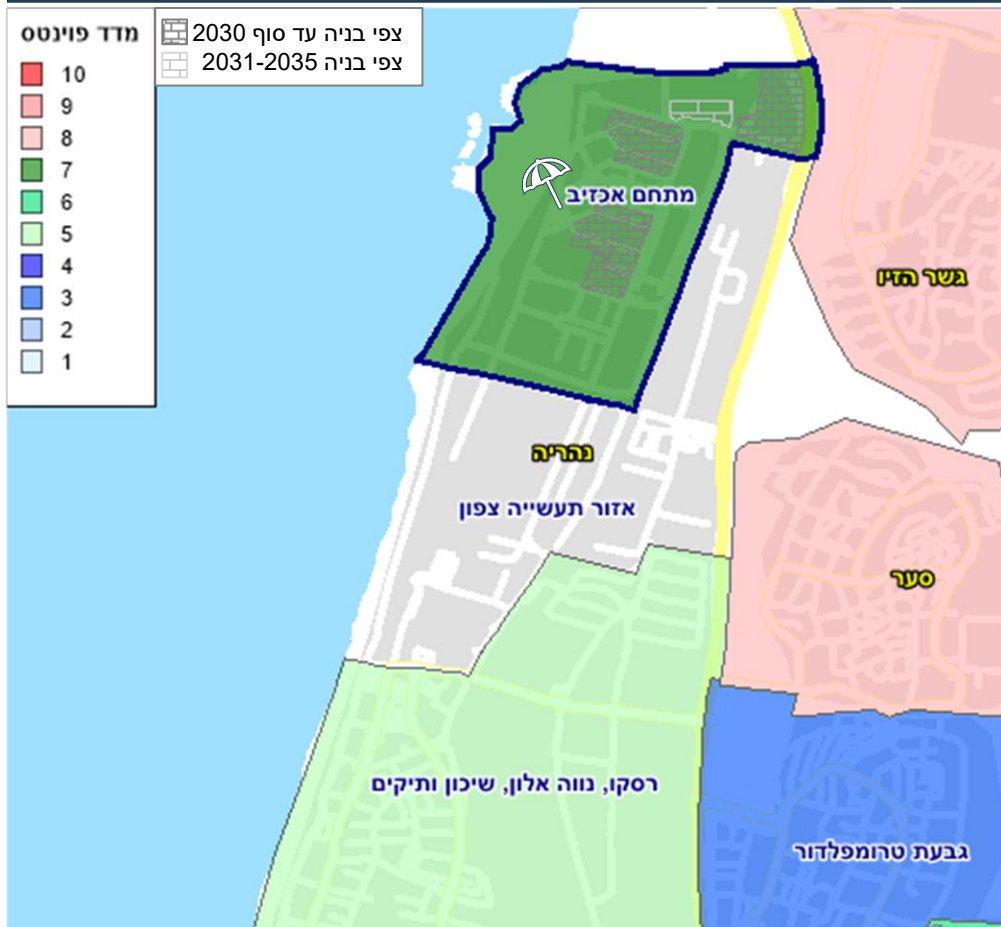 מדד פוינטס
10
9
8
7
6
5
4
3
2
1
צפי בניה עד סוף 2030
צפי בניה 2031-2035
מתחם אכזיב
גשר הזיו
נהריה
אזור תעשייה צפון
סער
רסקו, נווה אלון, שיכון ותיקים
גבעת טרומפלדור